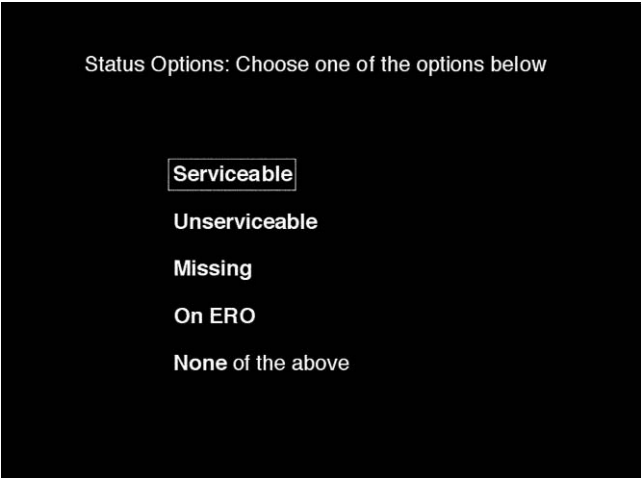 Status Options: Choose one of the options below
Serviceable
Unserviceable
Missing
On ERO
None of the above